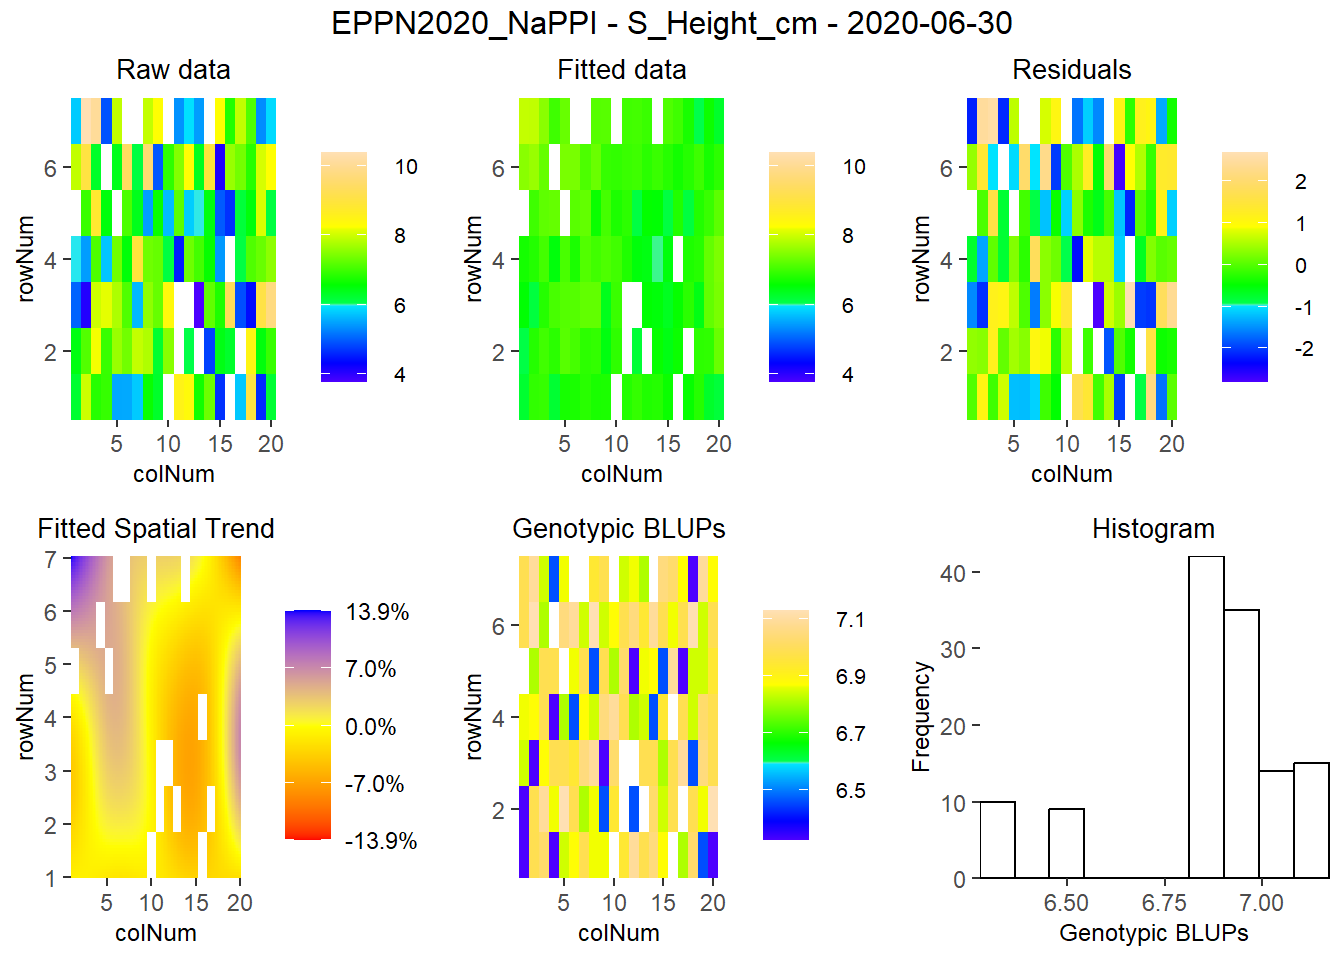 EPPN2020_NaPPI - S_Height_cm - 2020-06-30
Raw data
Fitted data
Residuals
rowNum
6
4
2
5 10 15 20
colNum
10
8
6
4
rowNum
6
4
2
5 10 15 20
colNum
10
8
6
4
rowNum
6
4
2
5 10 15 20
colNum
2
1
0
-1
-2
Fitted Spatial Trend
Genotypic BLUPs
Histogram
rowNum
7
6
5
4
3
2
1
5 10 15 20
colNum
13.9%
7.0%
0.0%
-7.0%
-13.9%
rowNum
6
4
2
5 10 15 20
colNum
7.1
6.9
6.7
6.5
Frequency
40
30
20
10
0
6.50 6.75 7.00
Genotypic BLUPs